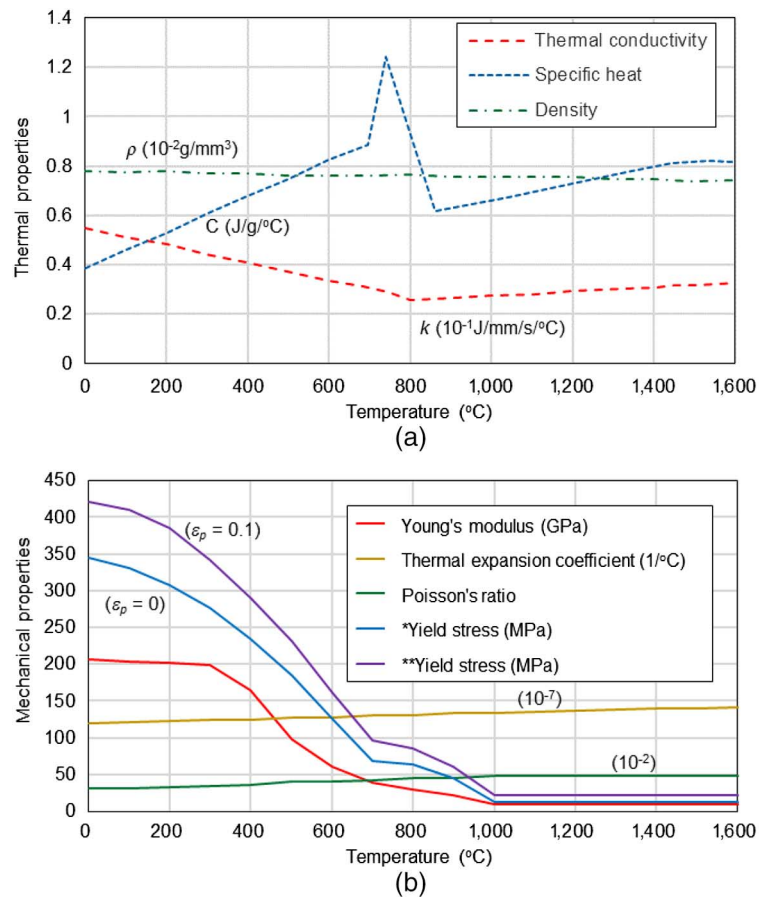 1.4
1.2
1
0.8
0.6
0.4
0.2
0
Thermal properties
Thermal conductivity
Specific heat
Density
ρ (10⁻²g/mm³)
C (J/g/ºC)
k (10⁻¹J/mm/s/ºC)
0 200 400 600 800 1,000 1,200 1,400 1,600
Temperature (ºC)
(a)
450
400
350
300
250
200
150
100
50
0
Mechanical properties
(εₚ = 0.1)
(εₚ = 0)
Young's modulus (GPa)
Thermal expansion coefficient (1/ºC)
Poisson's ratio
*Yield stress (MPa)
**Yield stress (MPa)
(10⁻⁷)
(10⁻²)
0 200 400 600 800 1,000 1,200 1,400 1,600
Temperature (ºC)
(b)